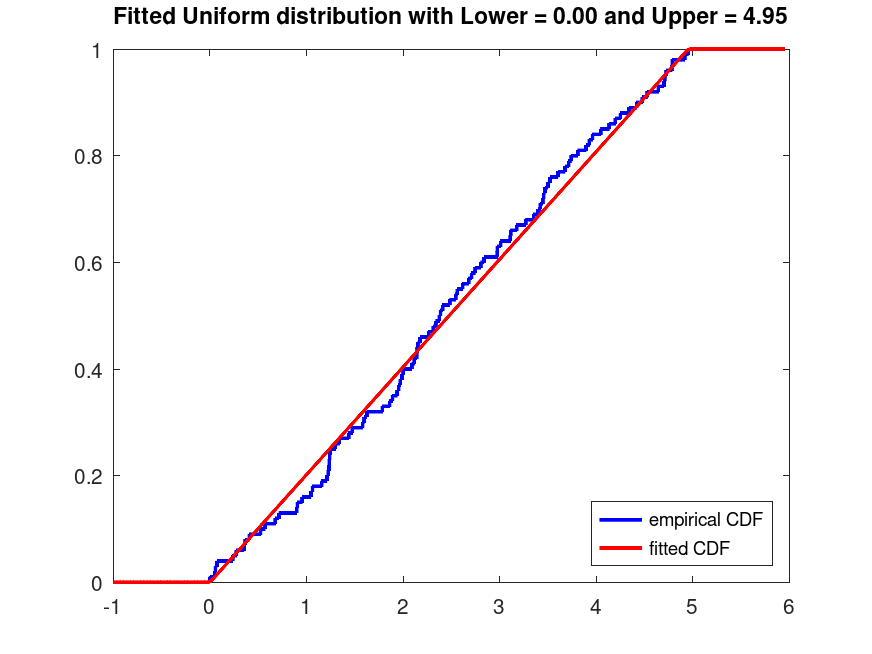 Fitted Uniform distribution with Lower = 0.00 and Upper = 4.95
1
0.8
0.6
0.4
0.2
0
-1 0 1 2 3 4 5 6
empirical CDF
fitted CDF